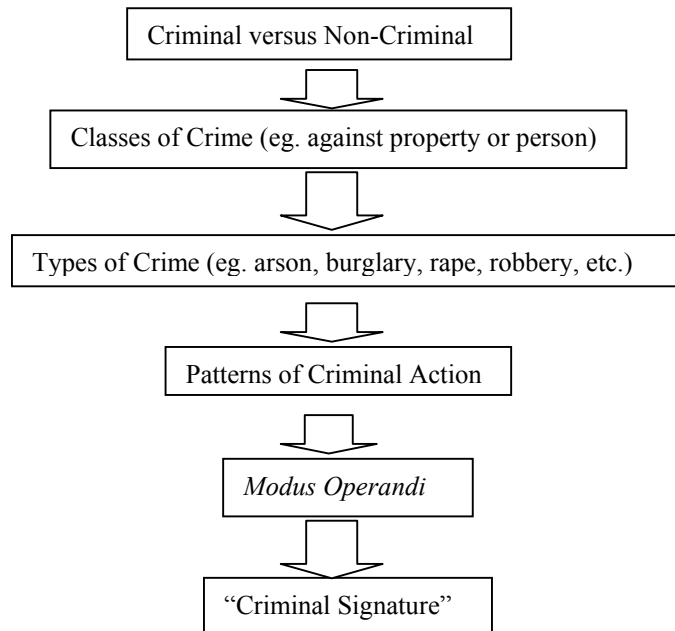 Criminal versus Non-Criminal
Classes of Crime (eg. against property or person)
Types of Crime (eg. arson, burglary, rape, robbery, etc.)
Patterns of Criminal Action
Modus Operandi
“Criminal Signature”